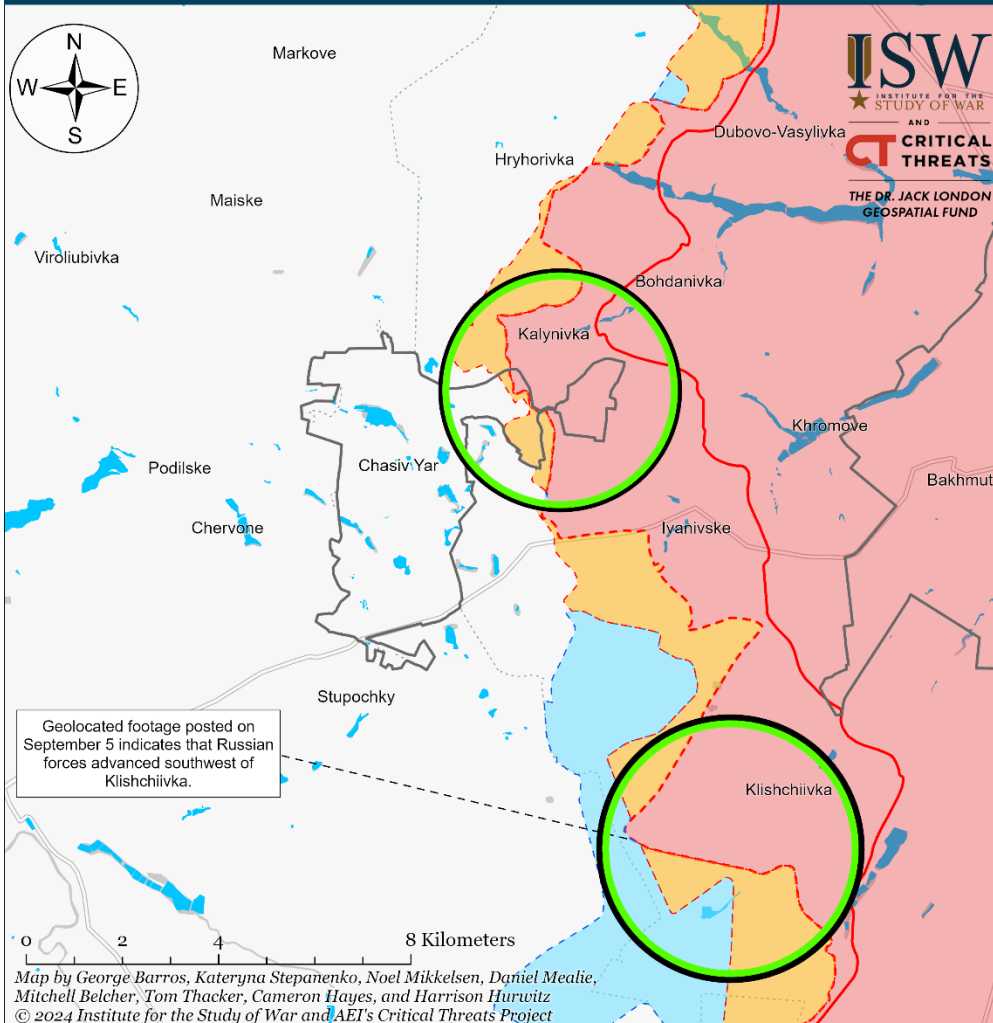 N
W
E
S
Markove
ISW
INSTITUTE FOR THE
STUDY OF WAR
AND
CT CRITICAL
THREATS
THE DR. JACK LONDON
GEOSPATIAL FUND
Dubovo-Vasylivka
Hryhorivka
Maiske
Viroliubivka
Bohdanivka
Kalynivka
Khromove
Podilske
Chasiv Yar
Bakhmut
Chervone
Ivanivske
Stupochky
Geolocated footage posted on
September 5 indicates that Russian
forces advanced southwest of
Klishchiivka.
Klishchiivka
0 2 4 8 Kilometers
Map by George Barros, Kateryna Stepanenko, Noel Mikkelsen, Daniel Mealie,
Mitchell Belcher, Tom Thacker, Cameron Hayes, and Harrison Hurwitz
© 2024 Institute for the Study of War and AEI's Critical Threats Project